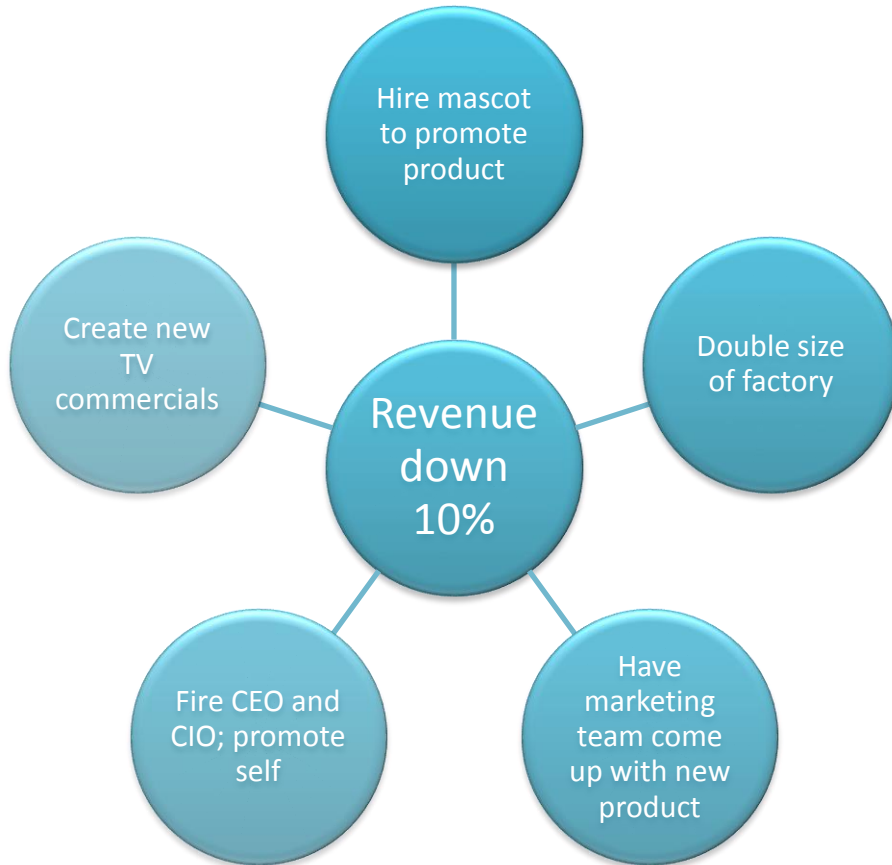 Hire mascot
to promote
product
Create new
TV
commercials
Double size
of factory
Revenue
down
10%
Fire CEO and
CIO; promote
self
Have
marketing
team come
up with new
product